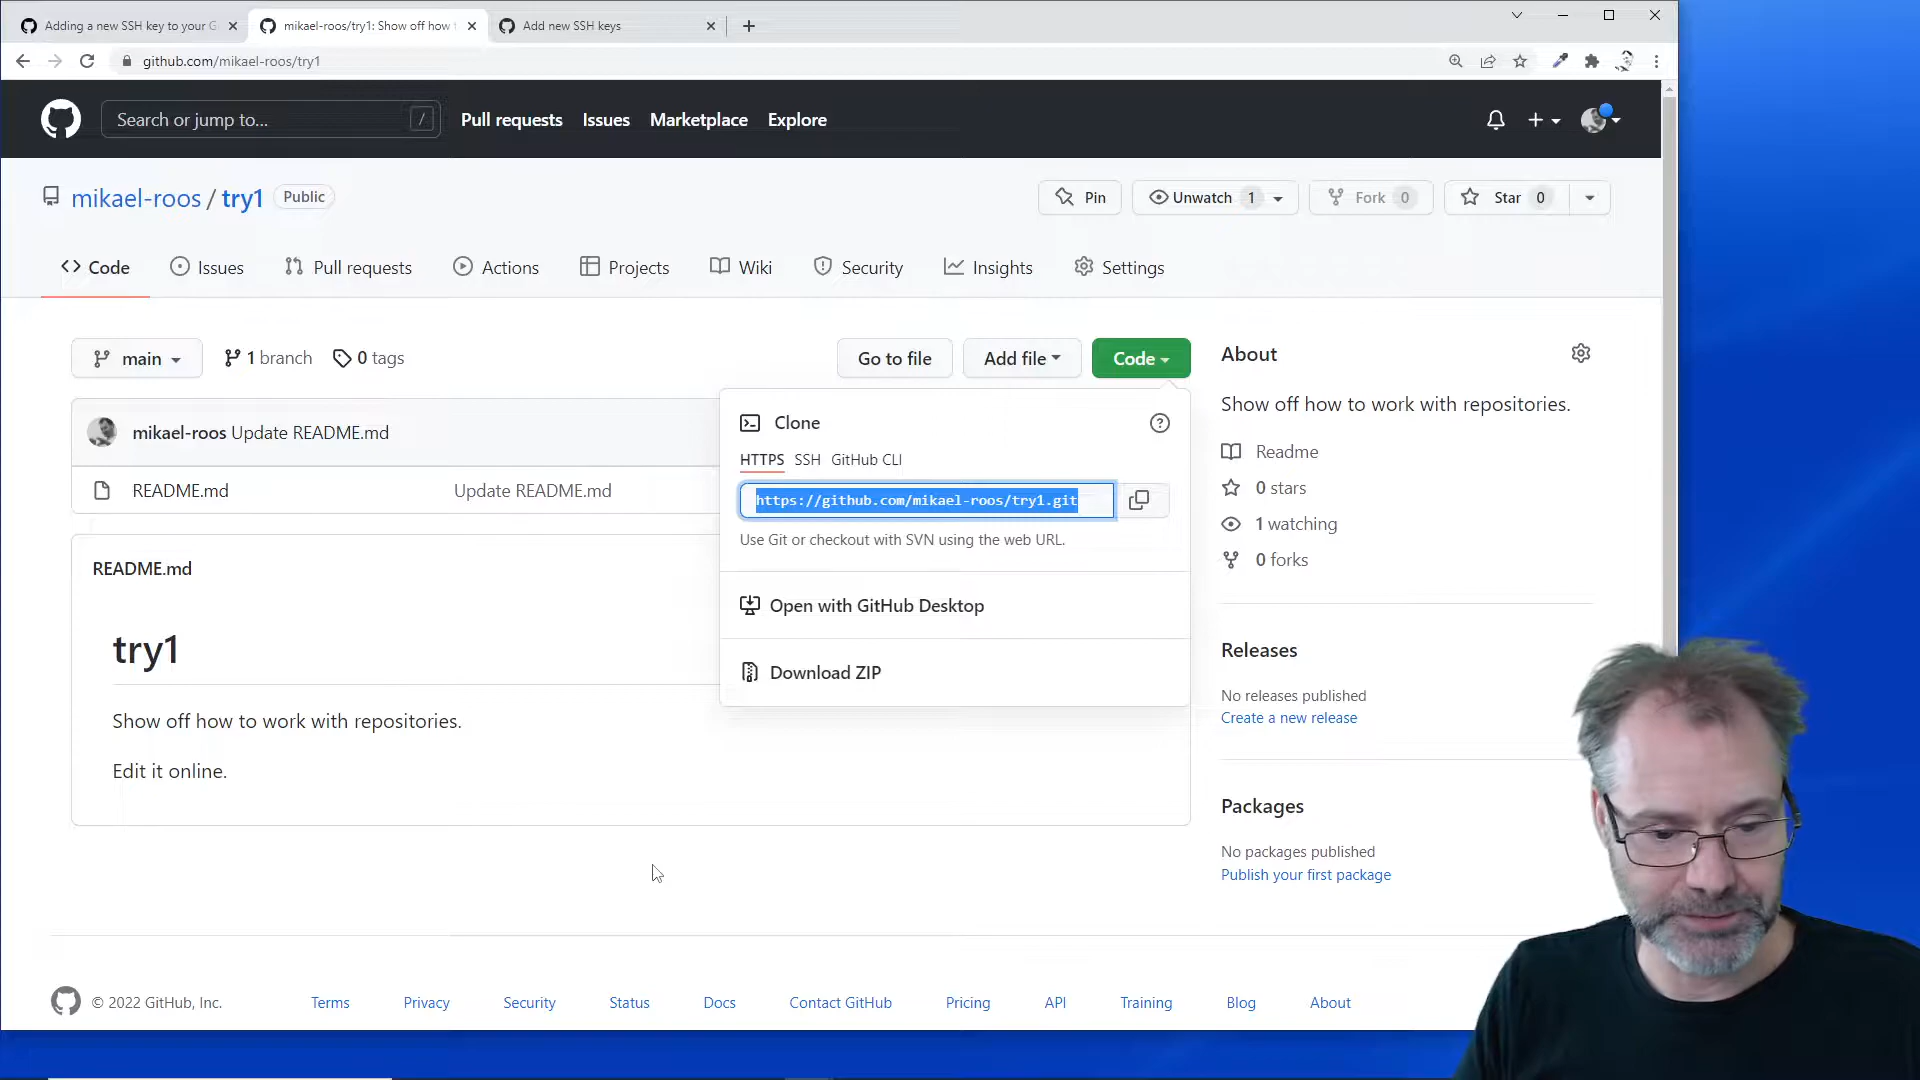 Adding a new SSH key to your G
mikael-roos/try1: Show off how
Add new SSH keys
github.com/mikael-roos/try1
Search or jump to... /
Pull requests Issues Marketplace Explore
mikael-roos / try1 Public
Pin
Unwatch 1
Fork 0
Star 0
Code
Issues
Pull requests
Actions
Projects
Wiki
Security
Insights
Settings
main
1 branch
0 tags
Go to file
Add file
Code
mikael-roos Update README.md
README.md Update README.md
Clone
HTTPS SSH GitHub CLI
https://github.com/mikael-roos/try1.git
Use Git or checkout with SVN using the web URL.
Open with GitHub Desktop
Download ZIP
README.md
try1
Show off how to work with repositories.
Edit it online.
About
Show off how to work with repositories.
Readme
0 stars
1 watching
0 forks
Releases
No releases published
Create a new release
Packages
No packages published
Publish your first package
© 2022 GitHub, Inc.
Terms
Privacy
Security
Status
Docs
Contact GitHub
Pricing
API
Training
Blog
About